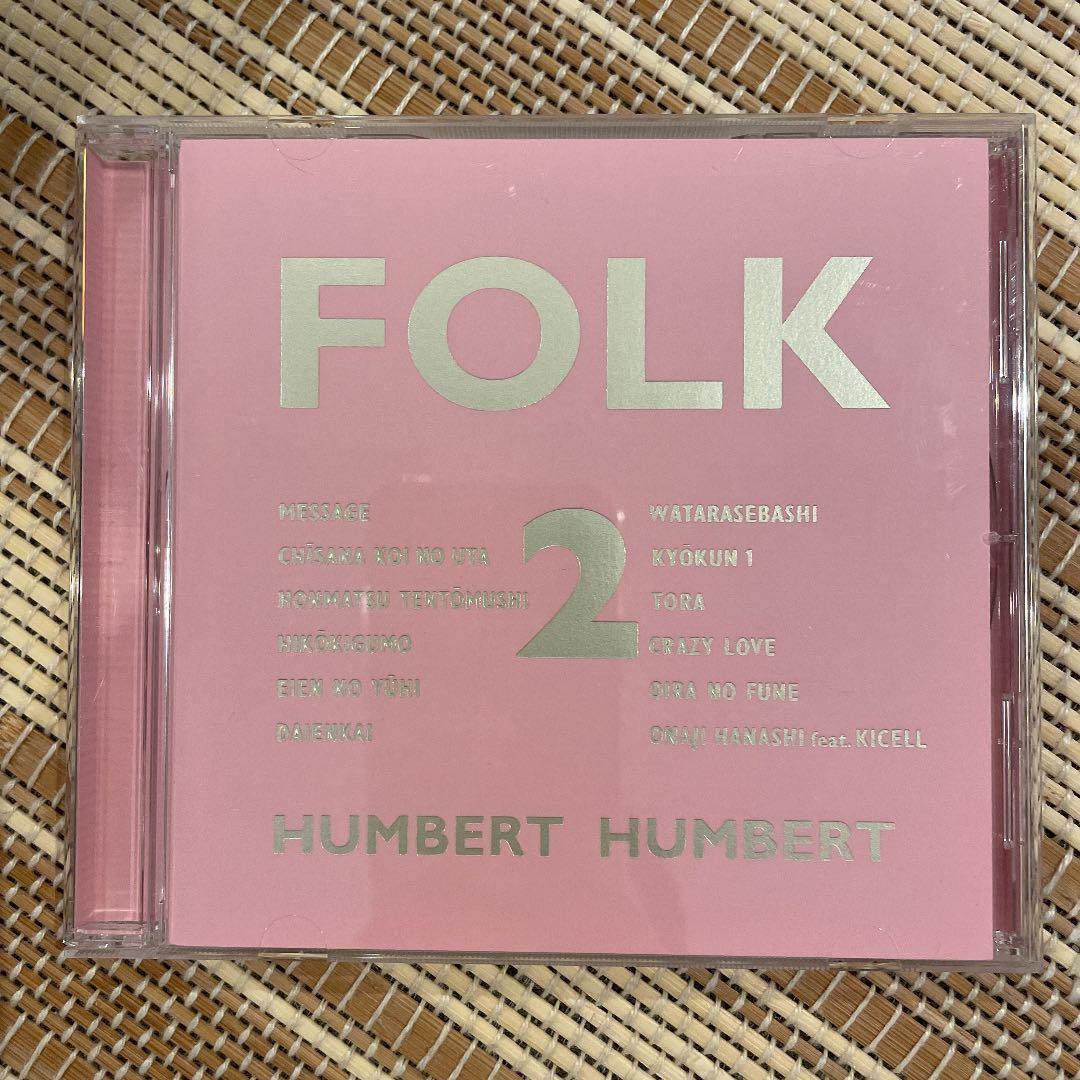 FOLK
2
MESSAGE
CHĪSANA KOI NO UTA
HONMATSU TENTŌMUSHI
HIKŌKIGUMO
EIEN NO YŪHI
DAIENKAI
WATARASEBASHI
KYŌKUN 1
TORA
CRAZY LOVE
OIRA NO FUNE
ONAJI HANASHI feat. KICELL
HUMBERT HUMBERT